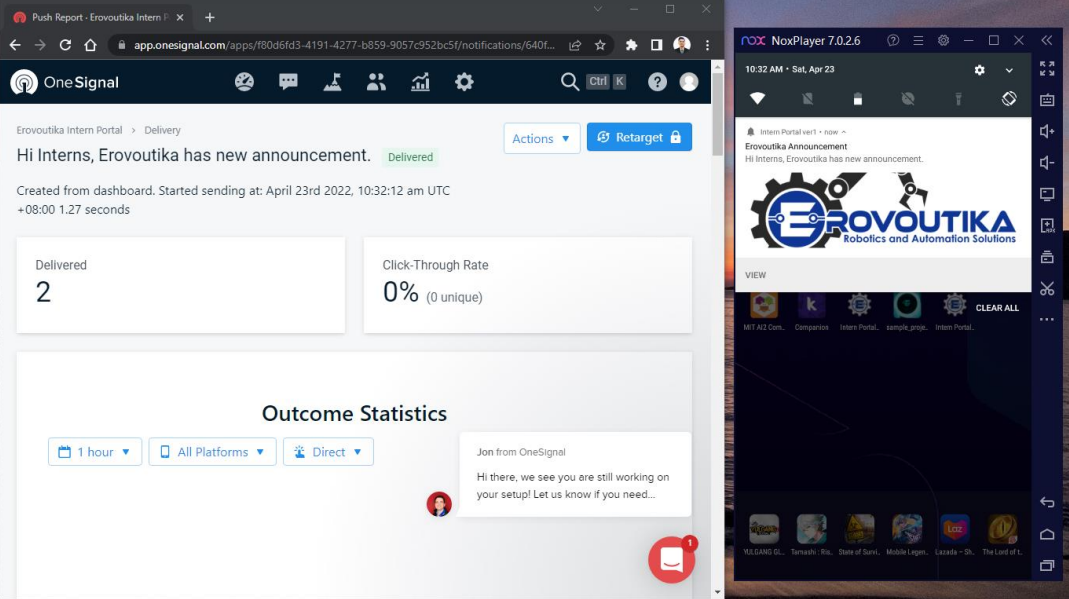 Push Report · Erovoutika Intern P
app.onesignal.com/apps/f80d6fd3-4191-4277-b859-9057c952bc5f/notifications/640f...
OneSignal
Ctrl K
Erovoutika Intern Portal > Delivery
Hi Interns, Erovoutika has new announcement. Delivered
Actions
Retarget
Created from dashboard. Started sending at: April 23rd 2022, 10:32:12 am UTC
+08:00 1.27 seconds
Delivered
2
Click-Through Rate
0% (0 unique)
Outcome Statistics
1 hour
All Platforms
Direct
Jon from OneSignal
Hi there, we see you are still working on
your setup! Let us know if you need...
1
nox NoxPlayer 7.0.2.6
10:32 AM • Sat, Apr 23
Intern Portal ver1 • now
Erovoutika Announcement
Hi Interns, Erovoutika has new announcement.
EROVOUTIKA
Robotics and Automation Solutions
VIEW
CLEAR ALL
MIT AI2 Com..
Companion
Intern Portal..
sample_proje..
Intern Portal..
YULGANG GL..
Tamashi : Ris..
State of Survi..
Mobile Legen..
Laz
Lazada – Sh..
The Lord of t..